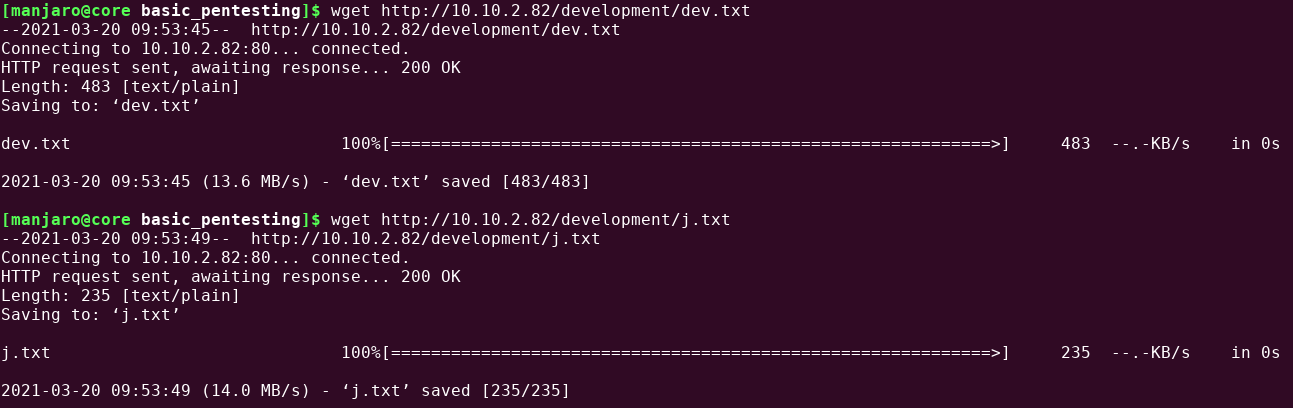 [manjaro@core basic_pentesting]$ wget http://10.10.2.82/development/dev.txt
--2021-03-20 09:53:45--  http://10.10.2.82/development/dev.txt
Connecting to 10.10.2.82:80... connected.
HTTP request sent, awaiting response... 200 OK
Length: 483 [text/plain]
Saving to: ‘dev.txt’
dev.txt                           100%[============================================================>]     483  --.-KB/s    in 0s
2021-03-20 09:53:45 (13.6 MB/s) - ‘dev.txt’ saved [483/483]
[manjaro@core basic_pentesting]$ wget http://10.10.2.82/development/j.txt
--2021-03-20 09:53:49--  http://10.10.2.82/development/j.txt
Connecting to 10.10.2.82:80... connected.
HTTP request sent, awaiting response... 200 OK
Length: 235 [text/plain]
Saving to: ‘j.txt’
j.txt                             100%[============================================================>]     235  --.-KB/s    in 0s
2021-03-20 09:53:49 (14.0 MB/s) - ‘j.txt’ saved [235/235]